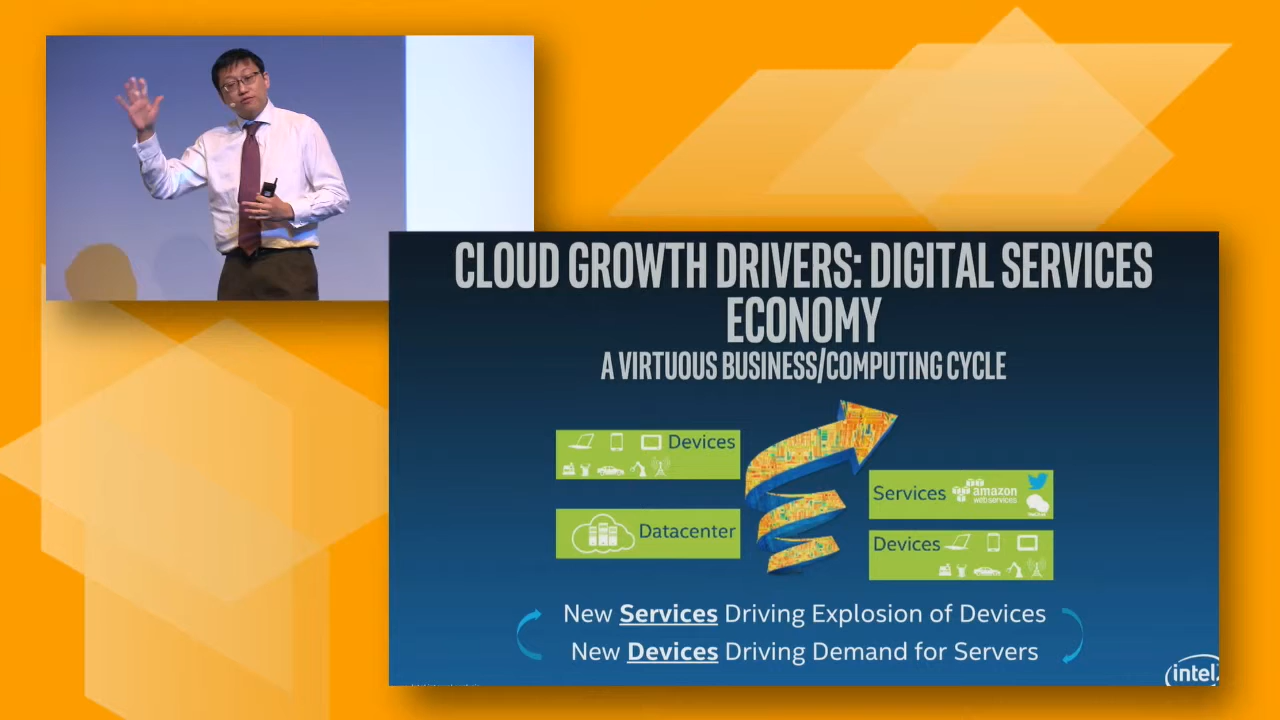 CLOUD GROWTH DRIVERS: DIGITAL SERVICES
ECONOMY
A VIRTUOUS BUSINESS/COMPUTING CYCLE
Devices
Datacenter
Services
amazon
web services
Devices
New Services Driving Explosion of Devices
New Devices Driving Demand for Servers
intel